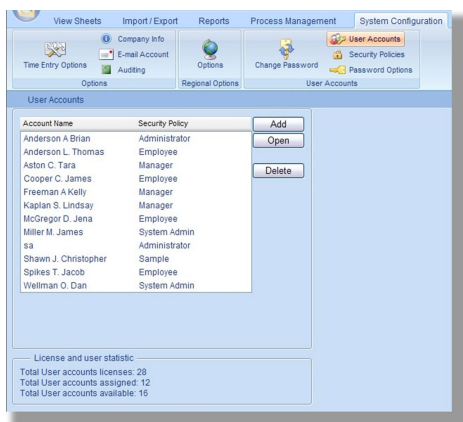 View Sheets Import / Export Reports Process Management System Configuration
Time Entry Options
Company Info
E-mail Account
Auditing
Options
Options
Regional Options
Change Password
User Accounts
Security Policies
Password Options
User Accounts
User Accounts
Account Name Security Policy
Anderson A Brian Administrator
Anderson L. Thomas Employee
Aston C. Tara Manager
Cooper C. James Employee
Freeman A Kelly Manager
Kaplan S. Lindsay Manager
McGregor D. Jena Employee
Miller M. James System Admin
sa Administrator
Shawn J. Christopher Sample
Spikes T. Jacob Employee
Wellman O. Dan System Admin
Add
Open
Delete
License and user statistic
Total User accounts licenses: 28
Total User accounts assigned: 12
Total User accounts available: 16